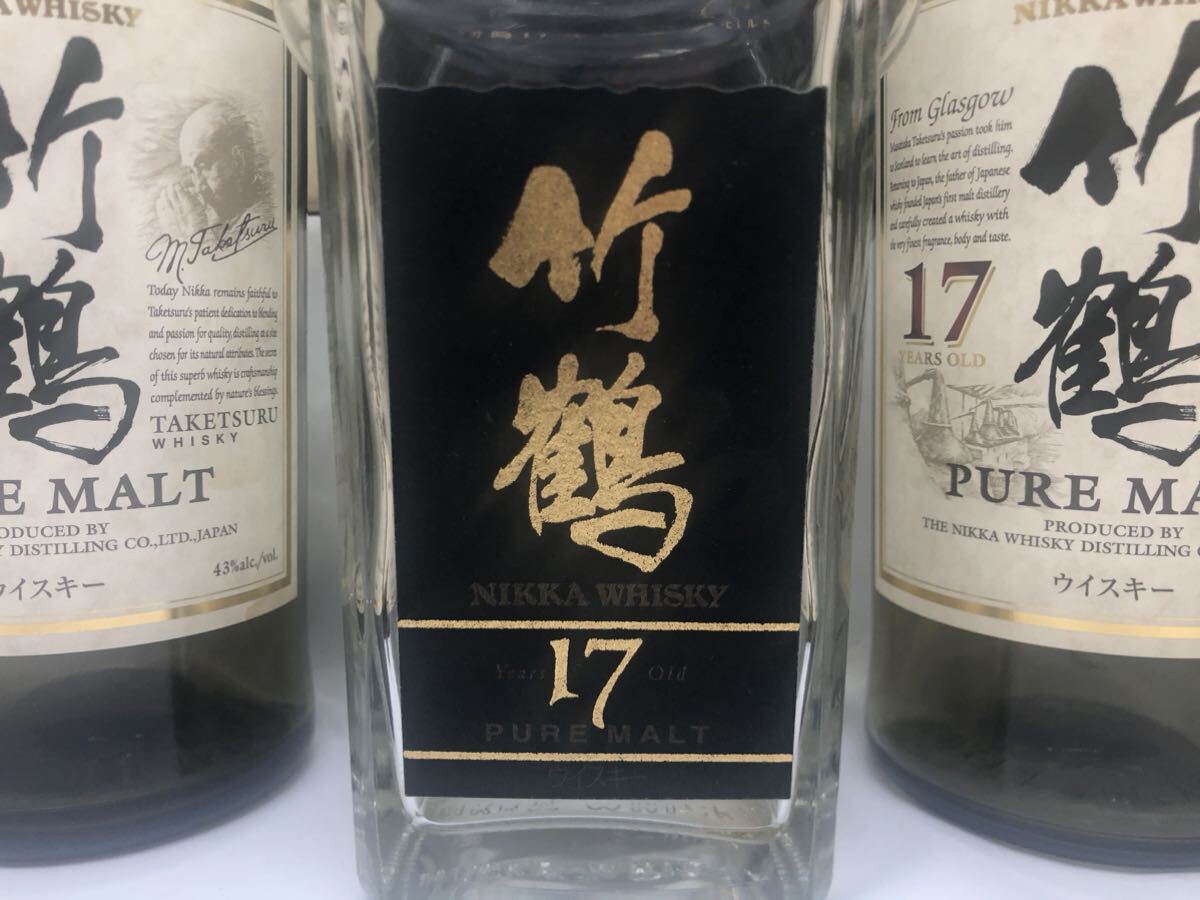 A WHISKY
竹
鶴
M. Taketsuru
Today Nikka remains faithful to
Taketsuru's patient dedication to blending
and passion for quality, distilling at a site
chosen for its natural attributes. The secret
of this superb whisky is craftsmanship
complemented by nature's blessings.
TAKETSURU
WHISKY
E MALT
ODUCED BY
Y DISTILLING CO.,LTD.,JAPAN
43%alc./vol.
ウイスキー
竹
鶴
NIKKA WHISKY
Years 17 Old
PURE MALT
ウイスキー
NIKKA WHI
From Glasgow
Masataka Taketsuru's passion took him
to Scotland to learn the art of distilling.
Returning to Japan, the father of Japanese
whisky founded Japan's first malt distillery
and carefully created a whisky with
the very finest fragrance, body and taste.
17
YEARS OLD
竹
鶴
PURE MA
PRODUCED BY
THE NIKKA WHISKY DISTILLING
ウイスキー